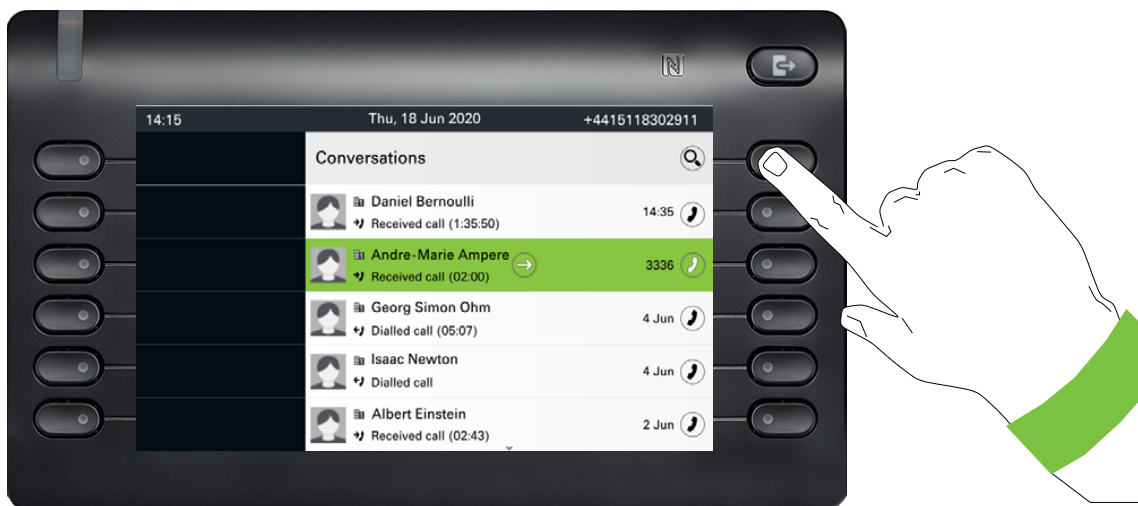 14:15 Thu, 18 Jun 2020 +4415118302911
Conversations
Daniel Bernoulli
Received call (1:35:50) 14:35
Andre-Marie Ampere
Received call (02:00) 3336
Georg Simon Ohm
Dialled call (05:07) 4 Jun
Isaac Newton
Dialled call 4 Jun
Albert Einstein
Received call (02:43) 2 Jun